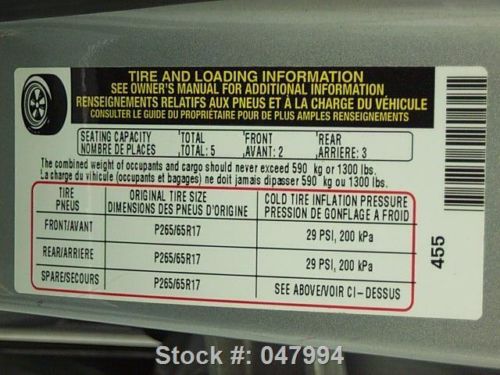 TIRE AND LOADING INFORMATION
SEE OWNER'S MANUAL FOR ADDITIONAL INFORMATION
RENSEIGNEMENTS RELATIFS AUX PNEUS ET À LA CHARGE DU VÉHICULE
CONSULTER LE GUIDE DU PROPRIÉTAIRE POUR DE PLUS AMPLES RENSEIGNEMENTS
SEATING CAPACITY TOTAL FRONT REAR
NOMBRE DE PLACES TOTAL: 5 AVANT: 2 ARRIERE: 3
The combined weight of occupants and cargo should never exceed 590 kg or 1300 lbs.
La charge du véhicule (occupants et bagages) ne doit jamais dipasser 590 kg ou 1300 lbs.
TIRE ORIGINAL TIRE SIZE COLD TIRE INFLATION PRESSURE
PNEUS DIMENSIONS DES PNEUS D'ORIGINE PRESSION DE GONFLAGE A FROID
FRONT/AVANT P265/65R17 29 PSI, 200 kPa
REAR/ARRIERE P265/65R17 29 PSI, 200 kPa
SPARE/SECOURS P265/65R17 SEE ABOVE/VOIR CI-DESSUS
455
Stock #: 047994